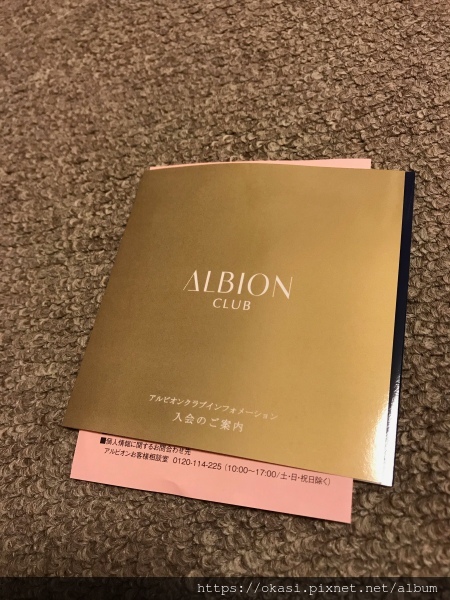 ALBION
CLUB
アルビオンクラブインフォメーション
入会のご案内
■個人情報に関するお問合わせ先
アルビオンお客様相談室 0120-114-225 (10:00〜17:00/土・日・祝日除く)
https://okasi.pixnet.net/album